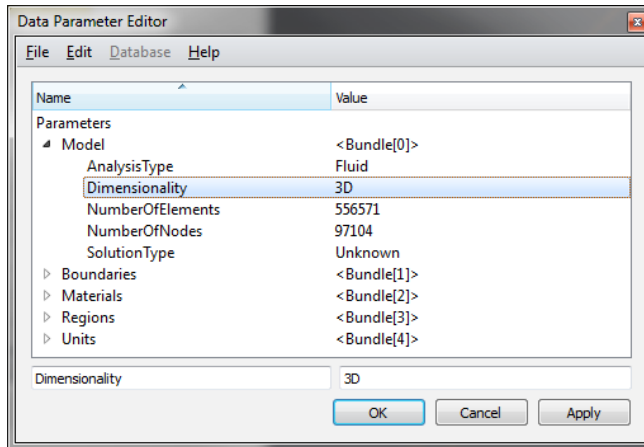 Data Parameter Editor
File Edit Database Help
Name Value
Parameters
Model <Bundle[0]>
AnalysisType Fluid
Dimensionality 3D
NumberOfElements 556571
NumberOfNodes 97104
SolutionType Unknown
Boundaries <Bundle[1]>
Materials <Bundle[2]>
Regions <Bundle[3]>
Units <Bundle[4]>
Dimensionality 3D
OK Cancel Apply